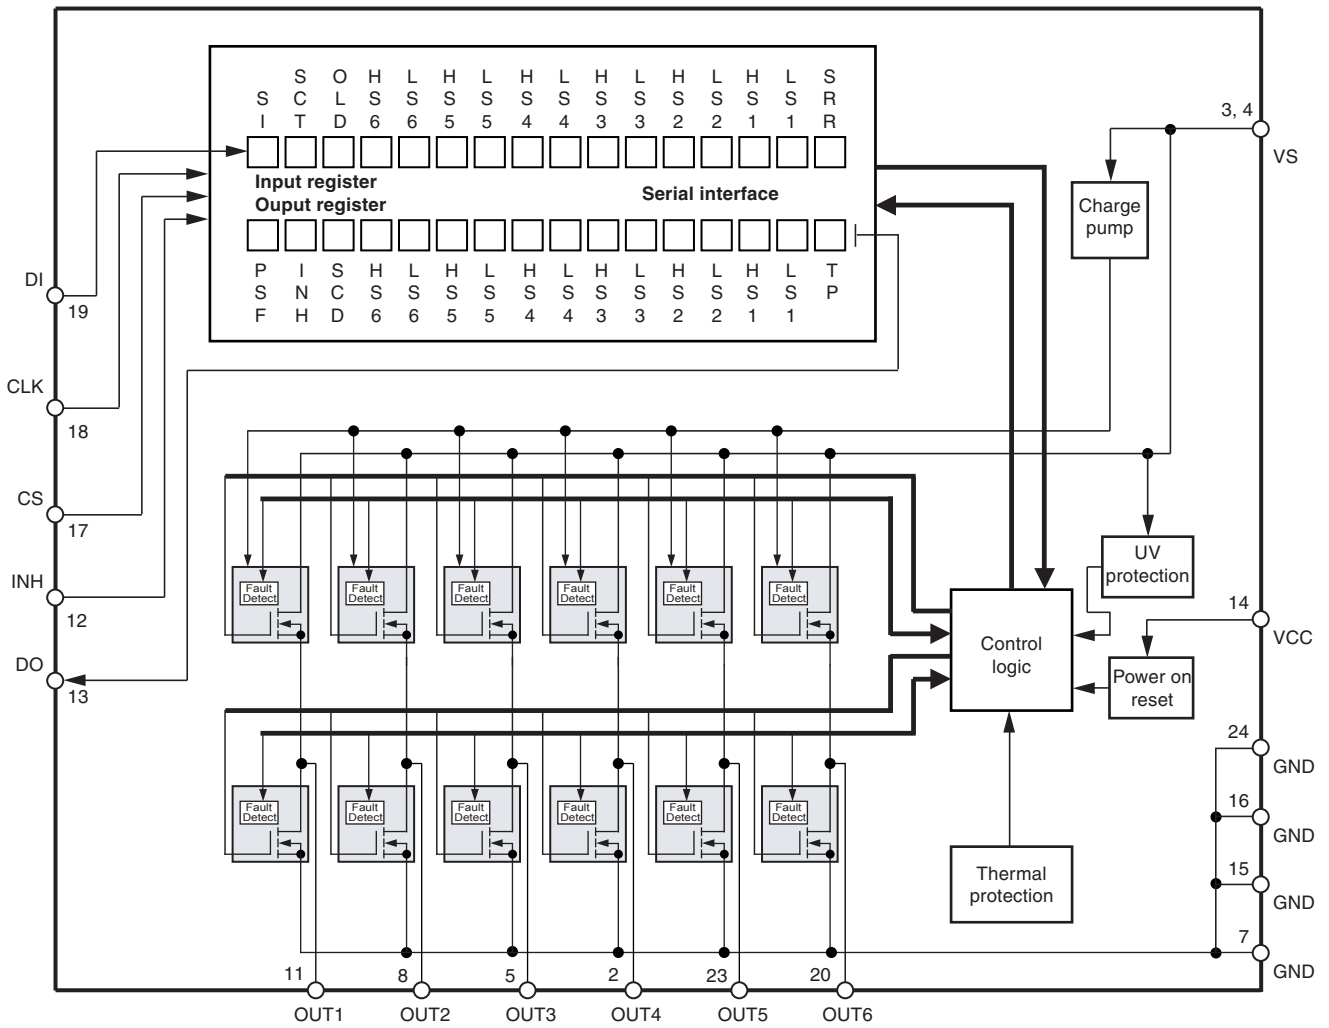 S O H L H L H L H L H L H L S
S C L S S S S S S S S S S S S R
I T D 6 6 5 5 4 4 3 3 2 2 1 1 R
Input register
Ouput register
Serial interface
P I S H L H L H L H L H L H L T
S N C S S S S S S S S S S S S P
F H D 6 6 5 5 4 4 3 3 2 2 1 1
3, 4
VS
Charge
pump
DI
19
CLK
18
CS
17
INH
12
DO
13
UV
protection
14
VCC
Control
logic
Power on
reset
Fault
Detect
Fault
Detect
Fault
Detect
Fault
Detect
Fault
Detect
Fault
Detect
24
GND
16
GND
15
GND
7
GND
Fault
Detect
Fault
Detect
Fault
Detect
Fault
Detect
Fault
Detect
Fault
Detect
Thermal
protection
11
8
5
2
23
20
OUT1
OUT2
OUT3
OUT4
OUT5
OUT6